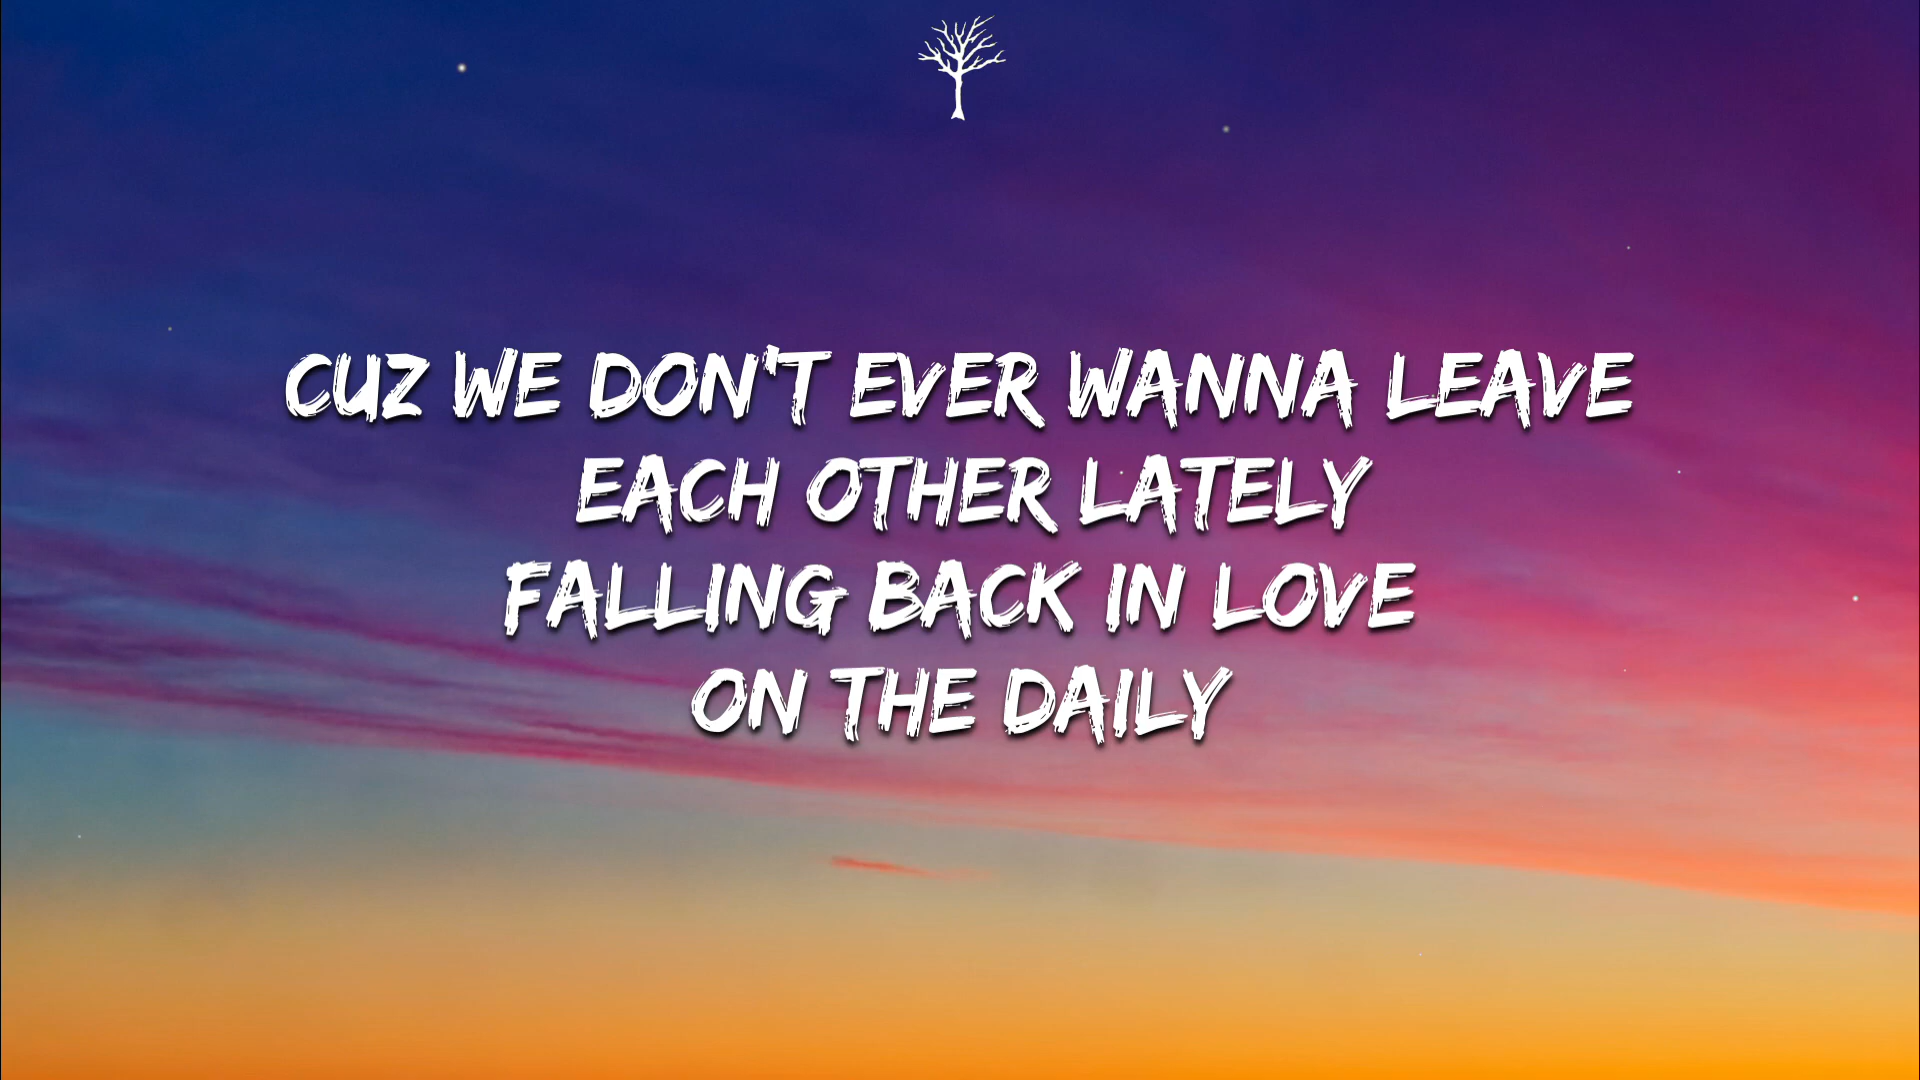 CUZ WE DON'T EVER WANNA LEAVE
EACH OTHER LATELY
FALLING BACK IN LOVE
ON THE DAILY